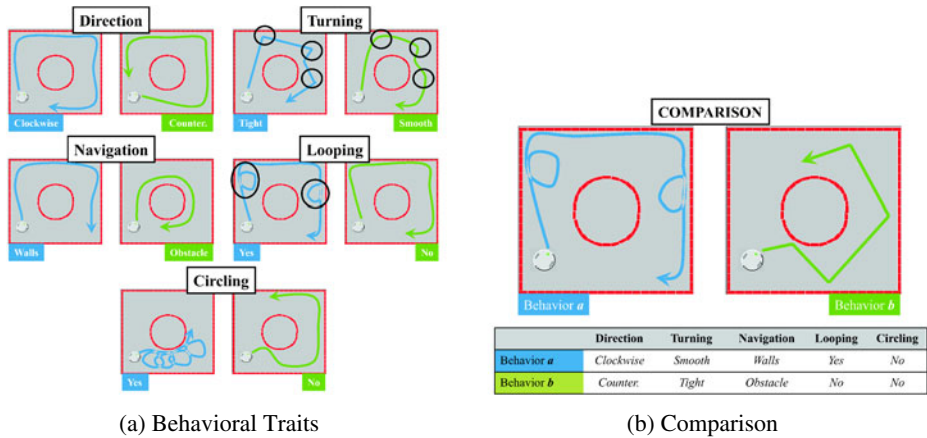 Direction
Clockwise
Counter.
Turning
Tight
Smooth
Navigation
Walls
Obstacle
Looping
Yes
No
Circling
Yes
No
(a) Behavioral Traits
COMPARISON
Behavior a
Behavior b
Direction Turning Navigation Looping Circling
Behavior a Clockwise Smooth Walls Yes No
Behavior b Counter. Tight Obstacle No No
(b) Comparison